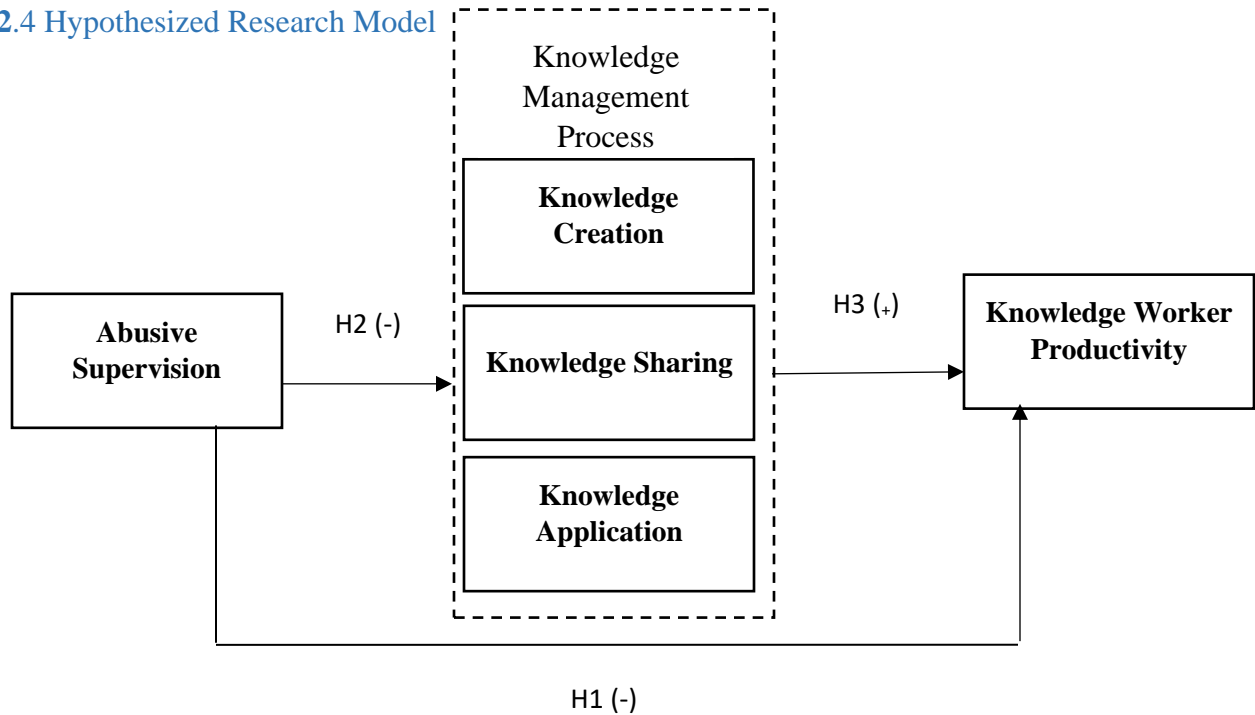 2.4 Hypothesized Research Model
Knowledge
Management
Process
Knowledge
Creation
Abusive
Supervision
H2 (-)
Knowledge Sharing
H3 (+)
Knowledge Worker
Productivity
Knowledge
Application
H1 (-)